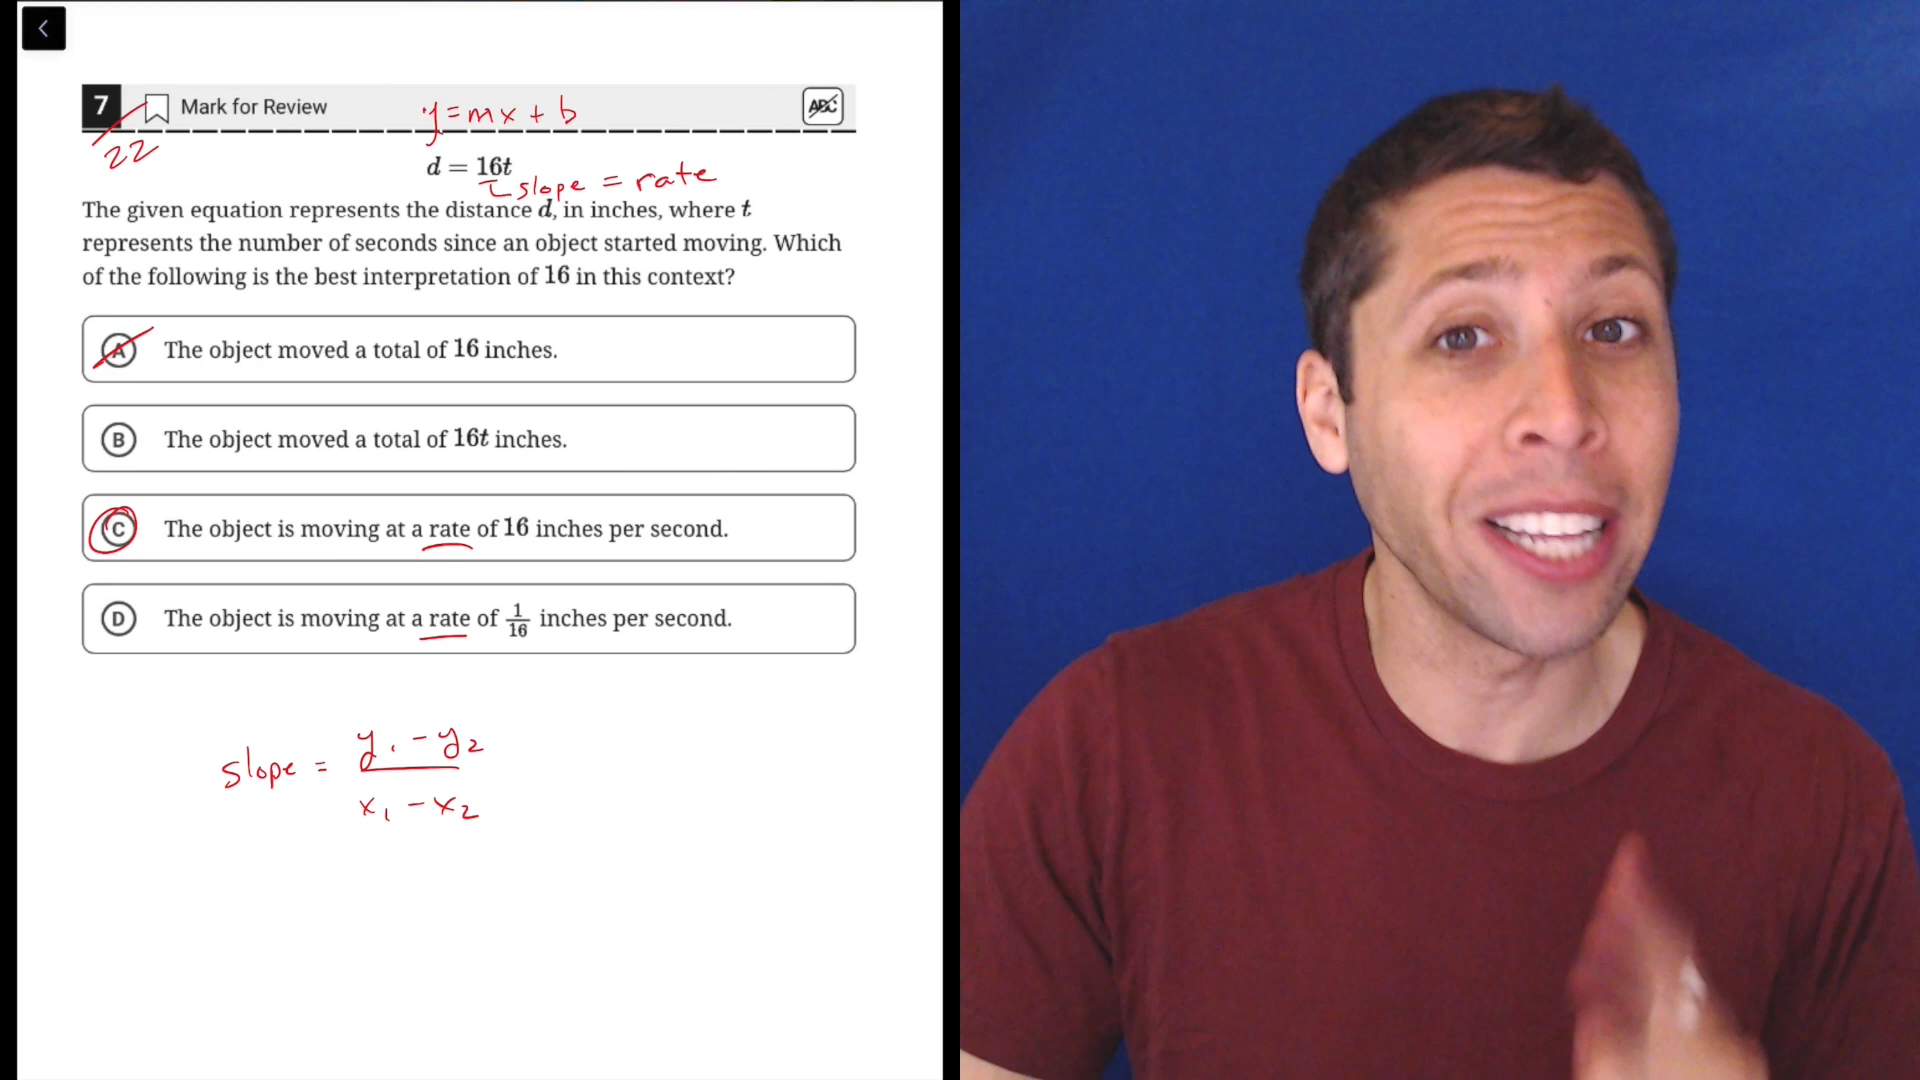 7 Mark for Review ABC
22
y = mx + b
d = 16t
slope = rate
The given equation represents the distance d, in inches, where t
represents the number of seconds since an object started moving. Which
of the following is the best interpretation of 16 in this context?
A The object moved a total of 16 inches.
B The object moved a total of 16t inches.
C The object is moving at a rate of 16 inches per second.
D The object is moving at a rate of 1/16 inches per second.
slope = y1 - y2
x1 - x2